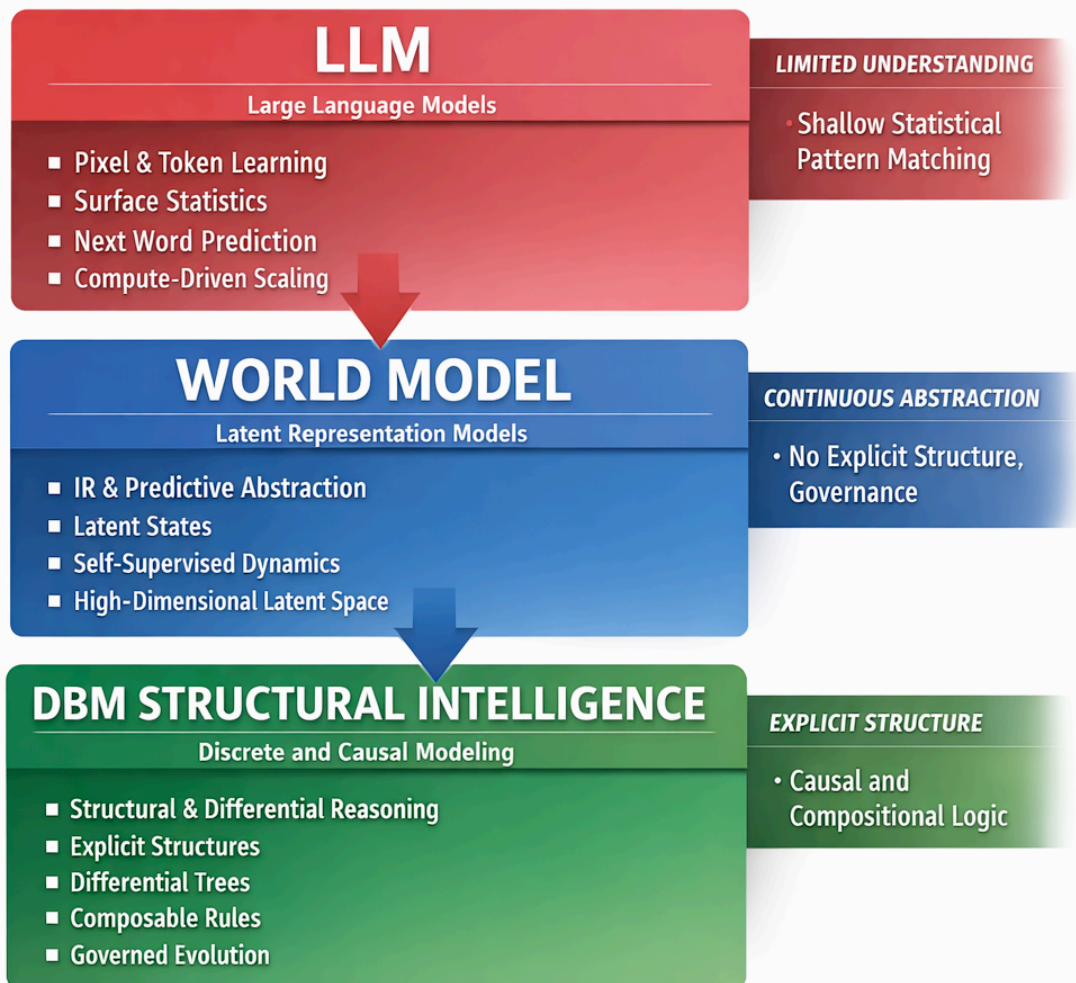 LLM
Large Language Models
▪ Pixel & Token Learning
▪ Surface Statistics
▪ Next Word Prediction
▪ Compute-Driven Scaling
LIMITED UNDERSTANDING
• Shallow Statistical
Pattern Matching
WORLD MODEL
Latent Representation Models
▪ IR & Predictive Abstraction
▪ Latent States
▪ Self-Supervised Dynamics
▪ High-Dimensional Latent Space
CONTINUOUS ABSTRACTION
• No Explicit Structure,
Governance
DBM STRUCTURAL INTELLIGENCE
Discrete and Causal Modeling
▪ Structural & Differential Reasoning
▪ Explicit Structures
▪ Differential Trees
▪ Composable Rules
▪ Governed Evolution
EXPLICIT STRUCTURE
• Causal and
Compositional Logic